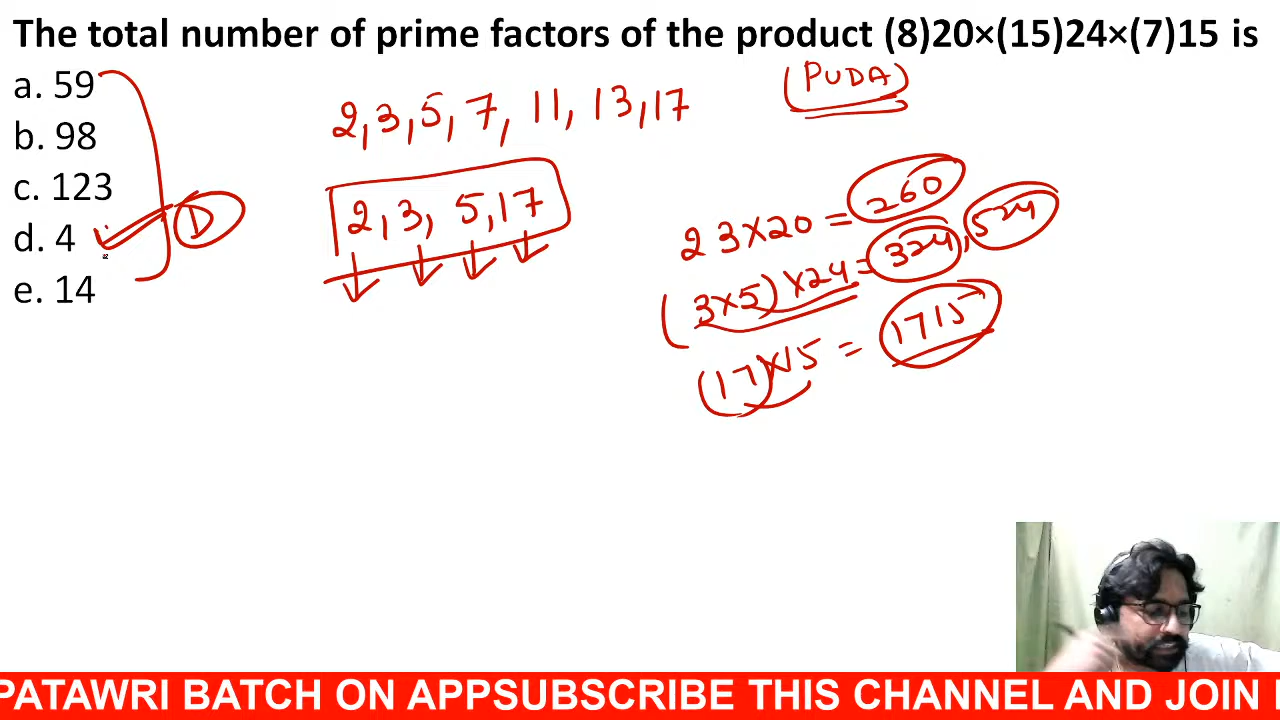 The total number of prime factors of the product (8)20×(15)24×(7)15 is
a. 59
b. 98
c. 123
d. 4
e. 14
D
(PUDA)
2, 3, 5, 7, 11, 13, 17
2, 3, 5, 17
2 3×20 = 260
(3×5) ×24 = 324, 524
(17)×15 = 1715
PATAWRI BATCH ON APPSUBSCRIBE THIS CHANNEL AND JOIN